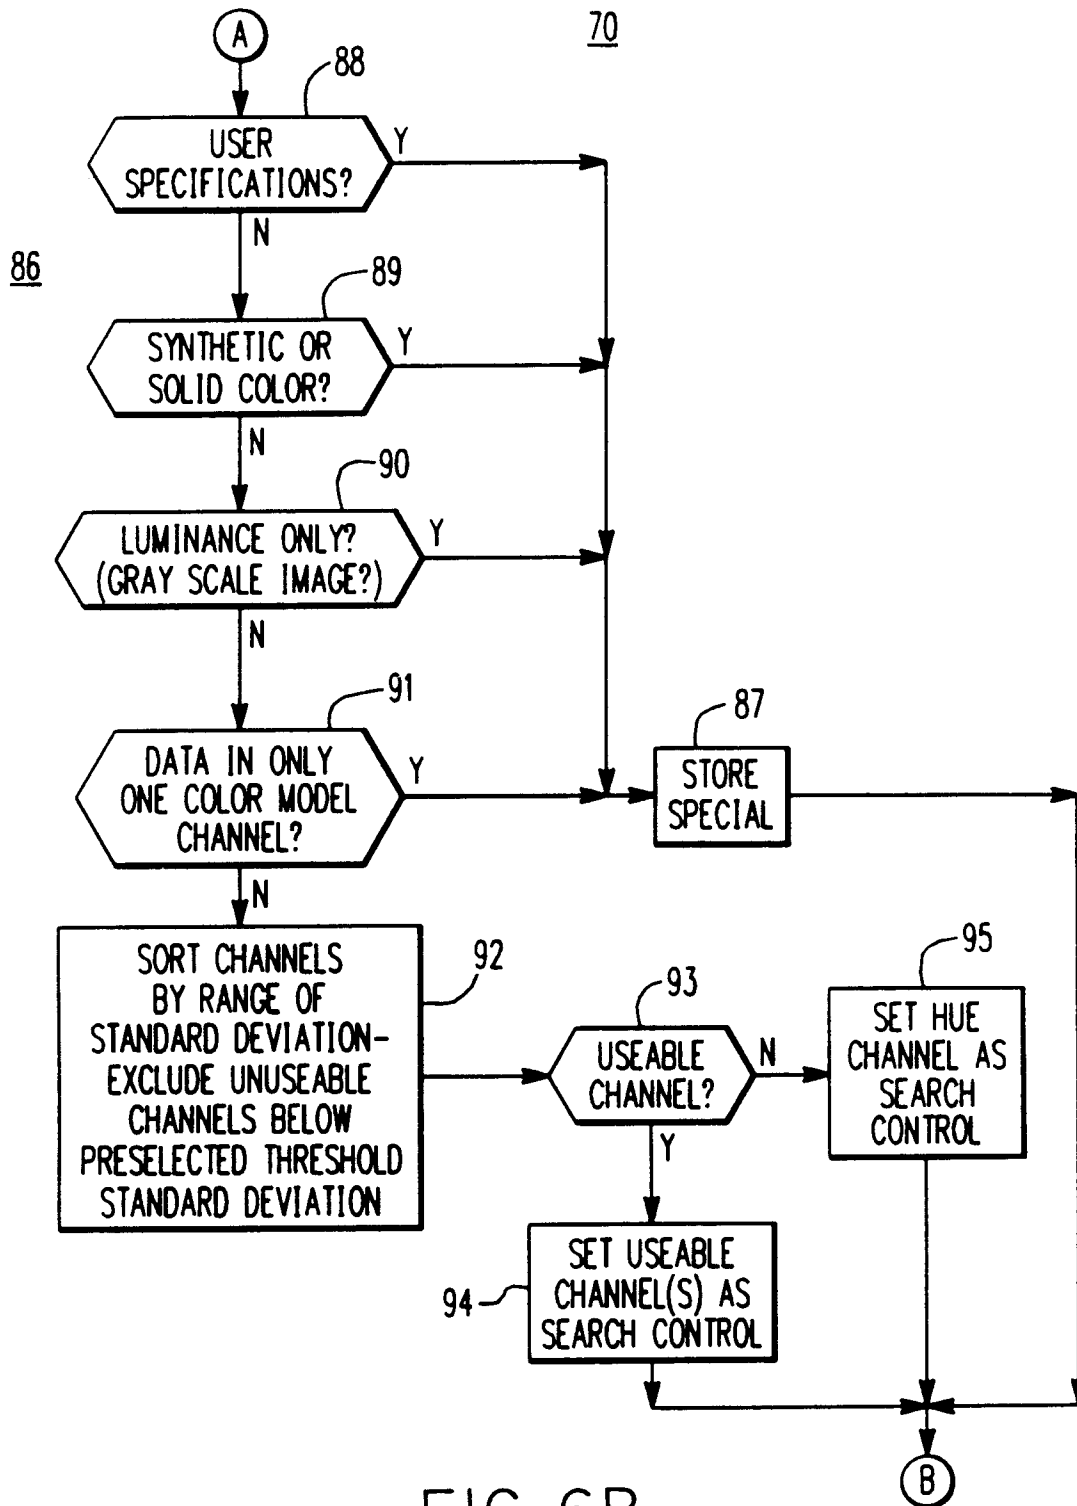 A
70
88
USER
SPECIFICATIONS?
Y
N
86
89
SYNTHETIC OR
SOLID COLOR?
Y
N
90
LUMINANCE ONLY?
(GRAY SCALE IMAGE?)
Y
N
91
DATA IN ONLY
ONE COLOR MODEL
CHANNEL?
Y
N
87
STORE
SPECIAL
92
SORT CHANNELS
BY RANGE OF
STANDARD DEVIATION-
EXCLUDE UNUSEABLE
CHANNELS BELOW
PRESELECTED THRESHOLD
STANDARD DEVIATION
93
USEABLE
CHANNEL?
N
Y
95
SET HUE
CHANNEL AS
SEARCH
CONTROL
94
SET USEABLE
CHANNEL(S) AS
SEARCH CONTROL
B
FIG. 6B